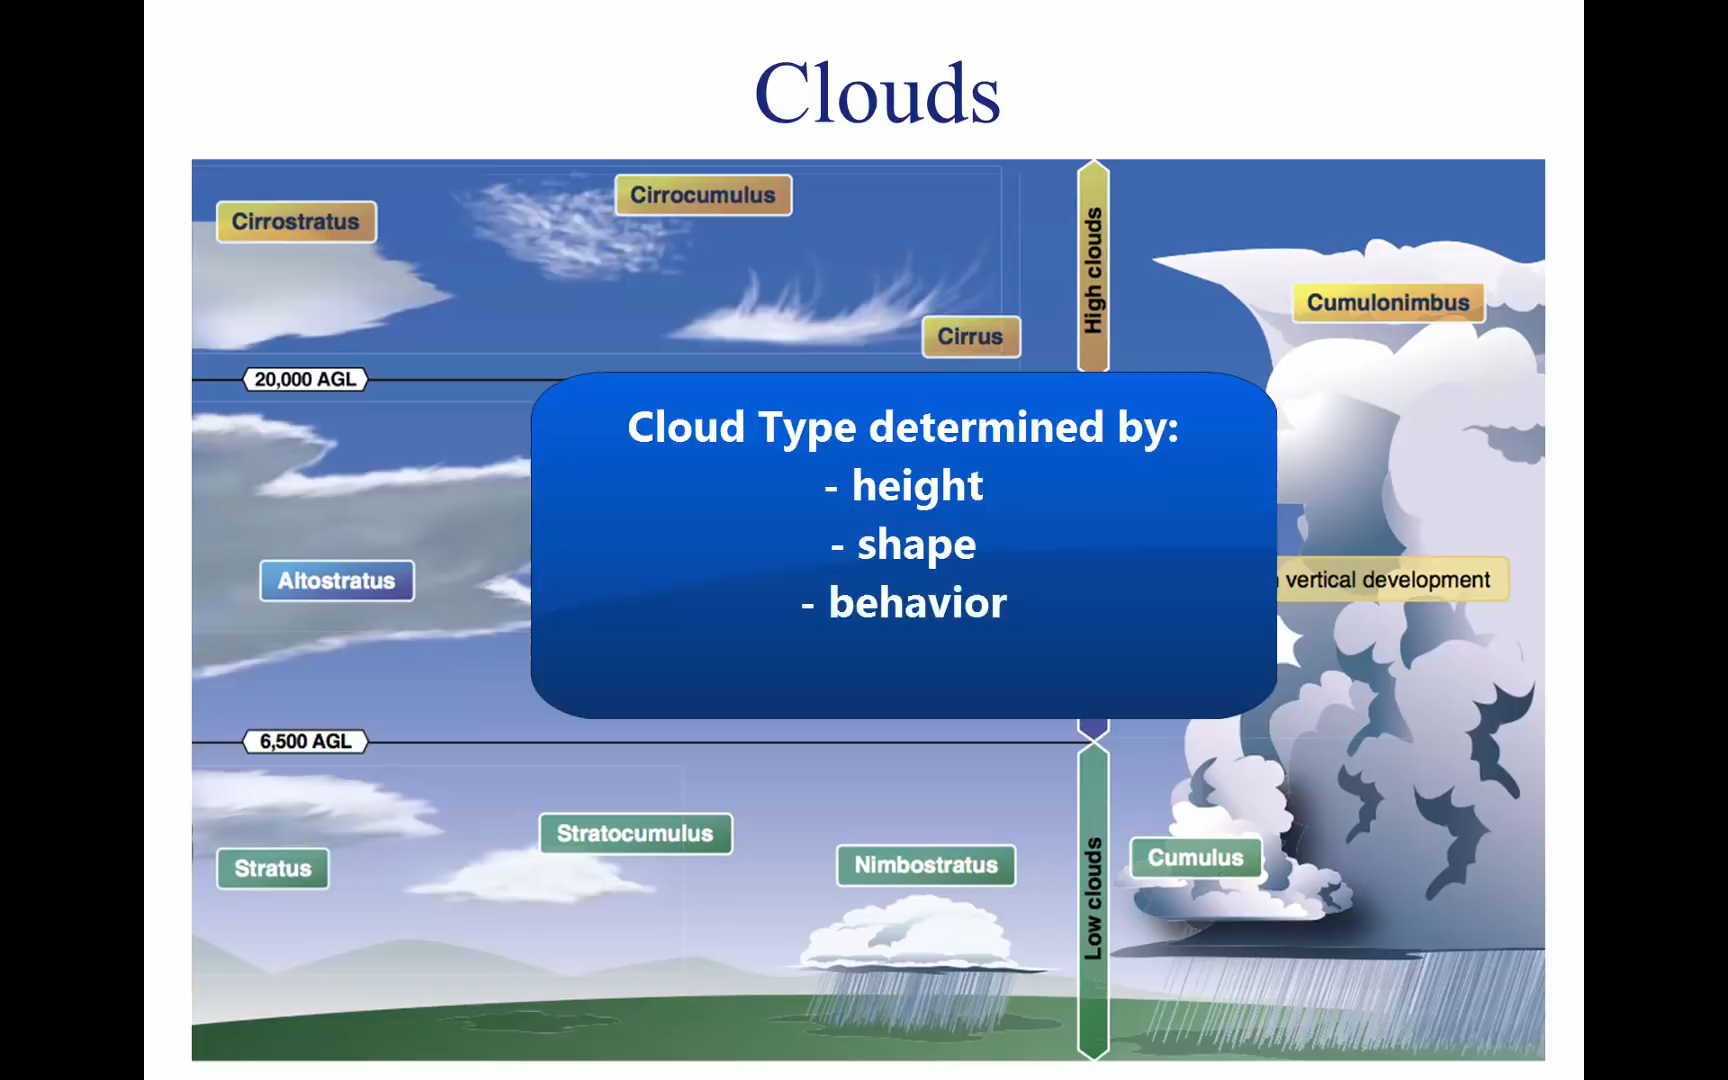 Clouds
Cirrostratus
Cirrocumulus
Cirrus
High clouds
Cumulonimbus
20,000 AGL
Cloud Type determined by:
- height
- shape
- behavior
Altostratus
vertical development
6,500 AGL
Stratus
Stratocumulus
Nimbostratus
Low clouds
Cumulus